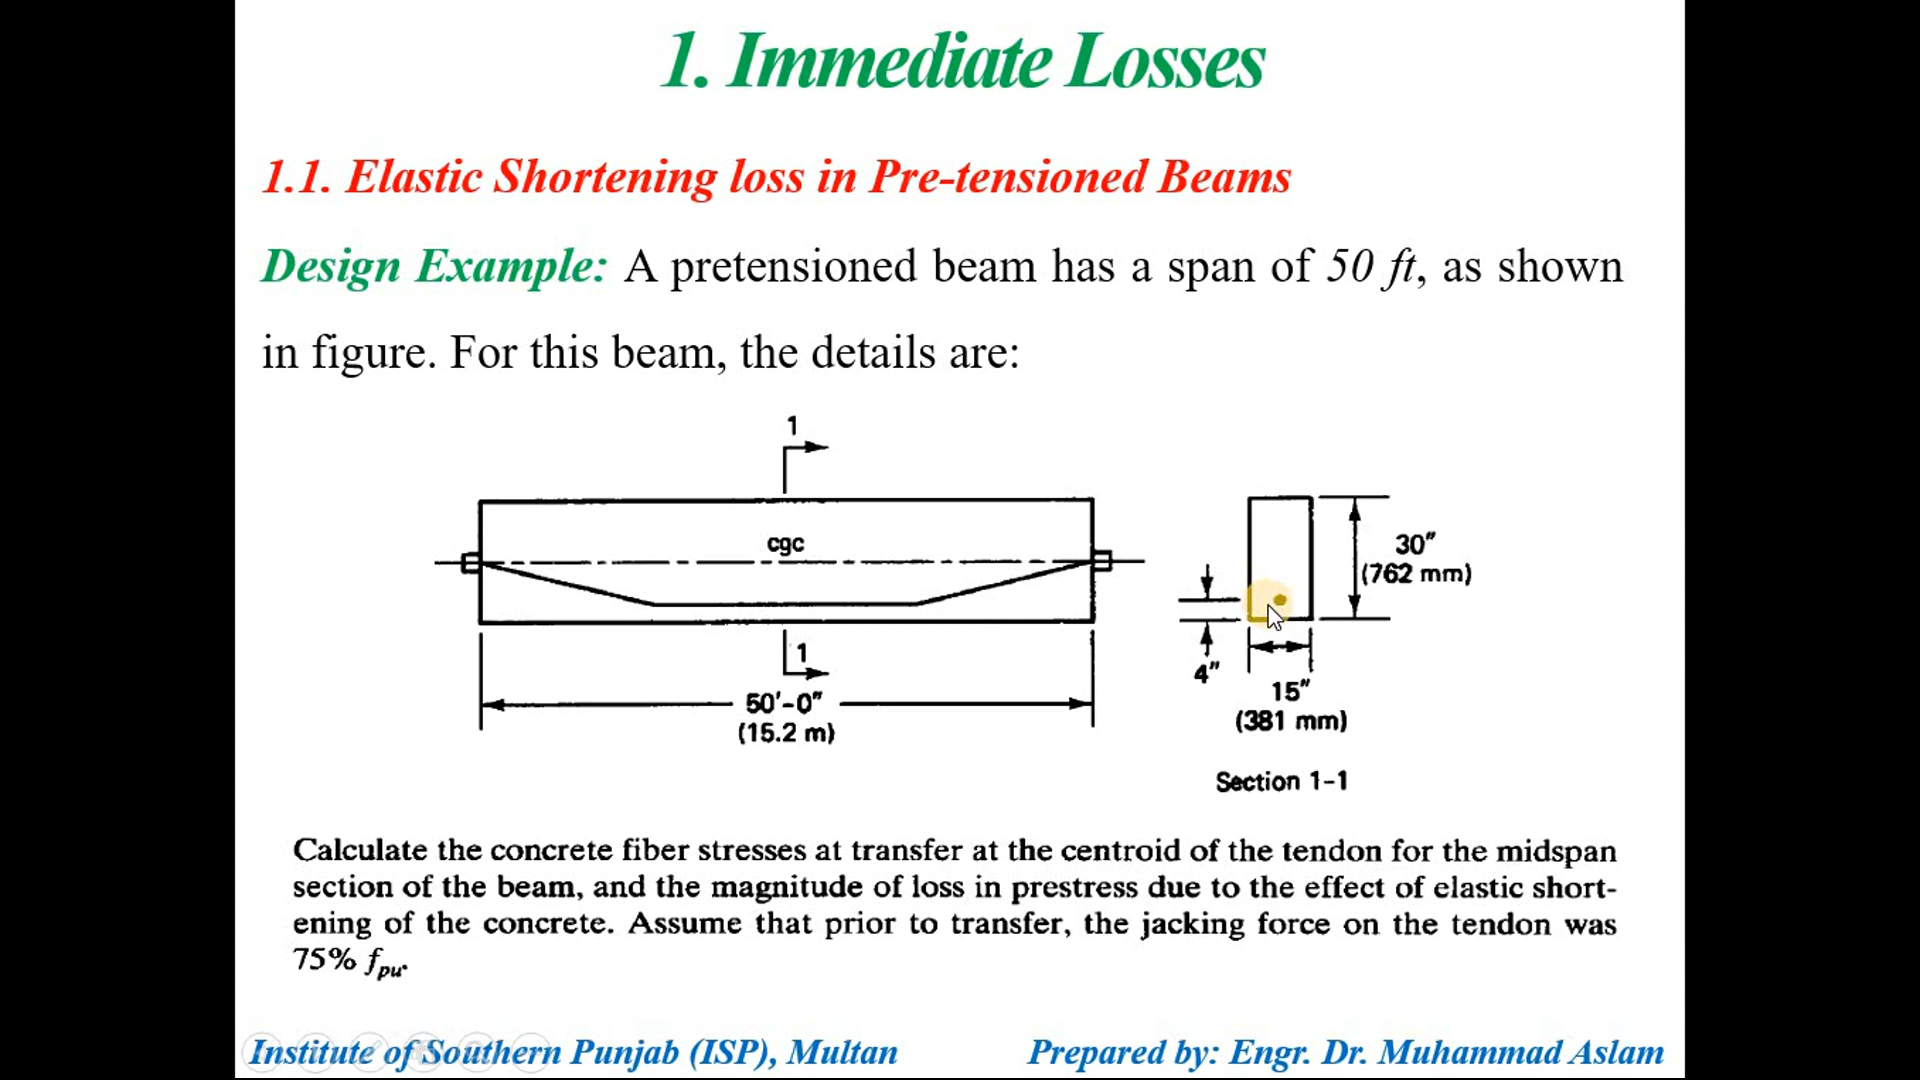 1. Immediate Losses
1.1. Elastic Shortening loss in Pre-tensioned Beams
Design Example: A pretensioned beam has a span of 50 ft, as shown
in figure. For this beam, the details are:
1
cgc
1
50'-0"
(15.2 m)
30"
(762 mm)
4"
15"
(381 mm)
Section 1-1
Calculate the concrete fiber stresses at transfer at the centroid of the tendon for the midspan
section of the beam, and the magnitude of loss in prestress due to the effect of elastic short-
ening of the concrete. Assume that prior to transfer, the jacking force on the tendon was
75% fpu.
Institute of Southern Punjab (ISP), Multan
Prepared by: Engr. Dr. Muhammad Aslam